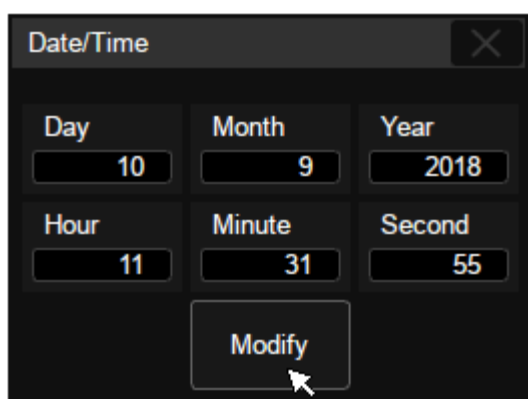 Date/Time
Day Month Year
10 9 2018
Hour Minute Second
11 31 55
Modify